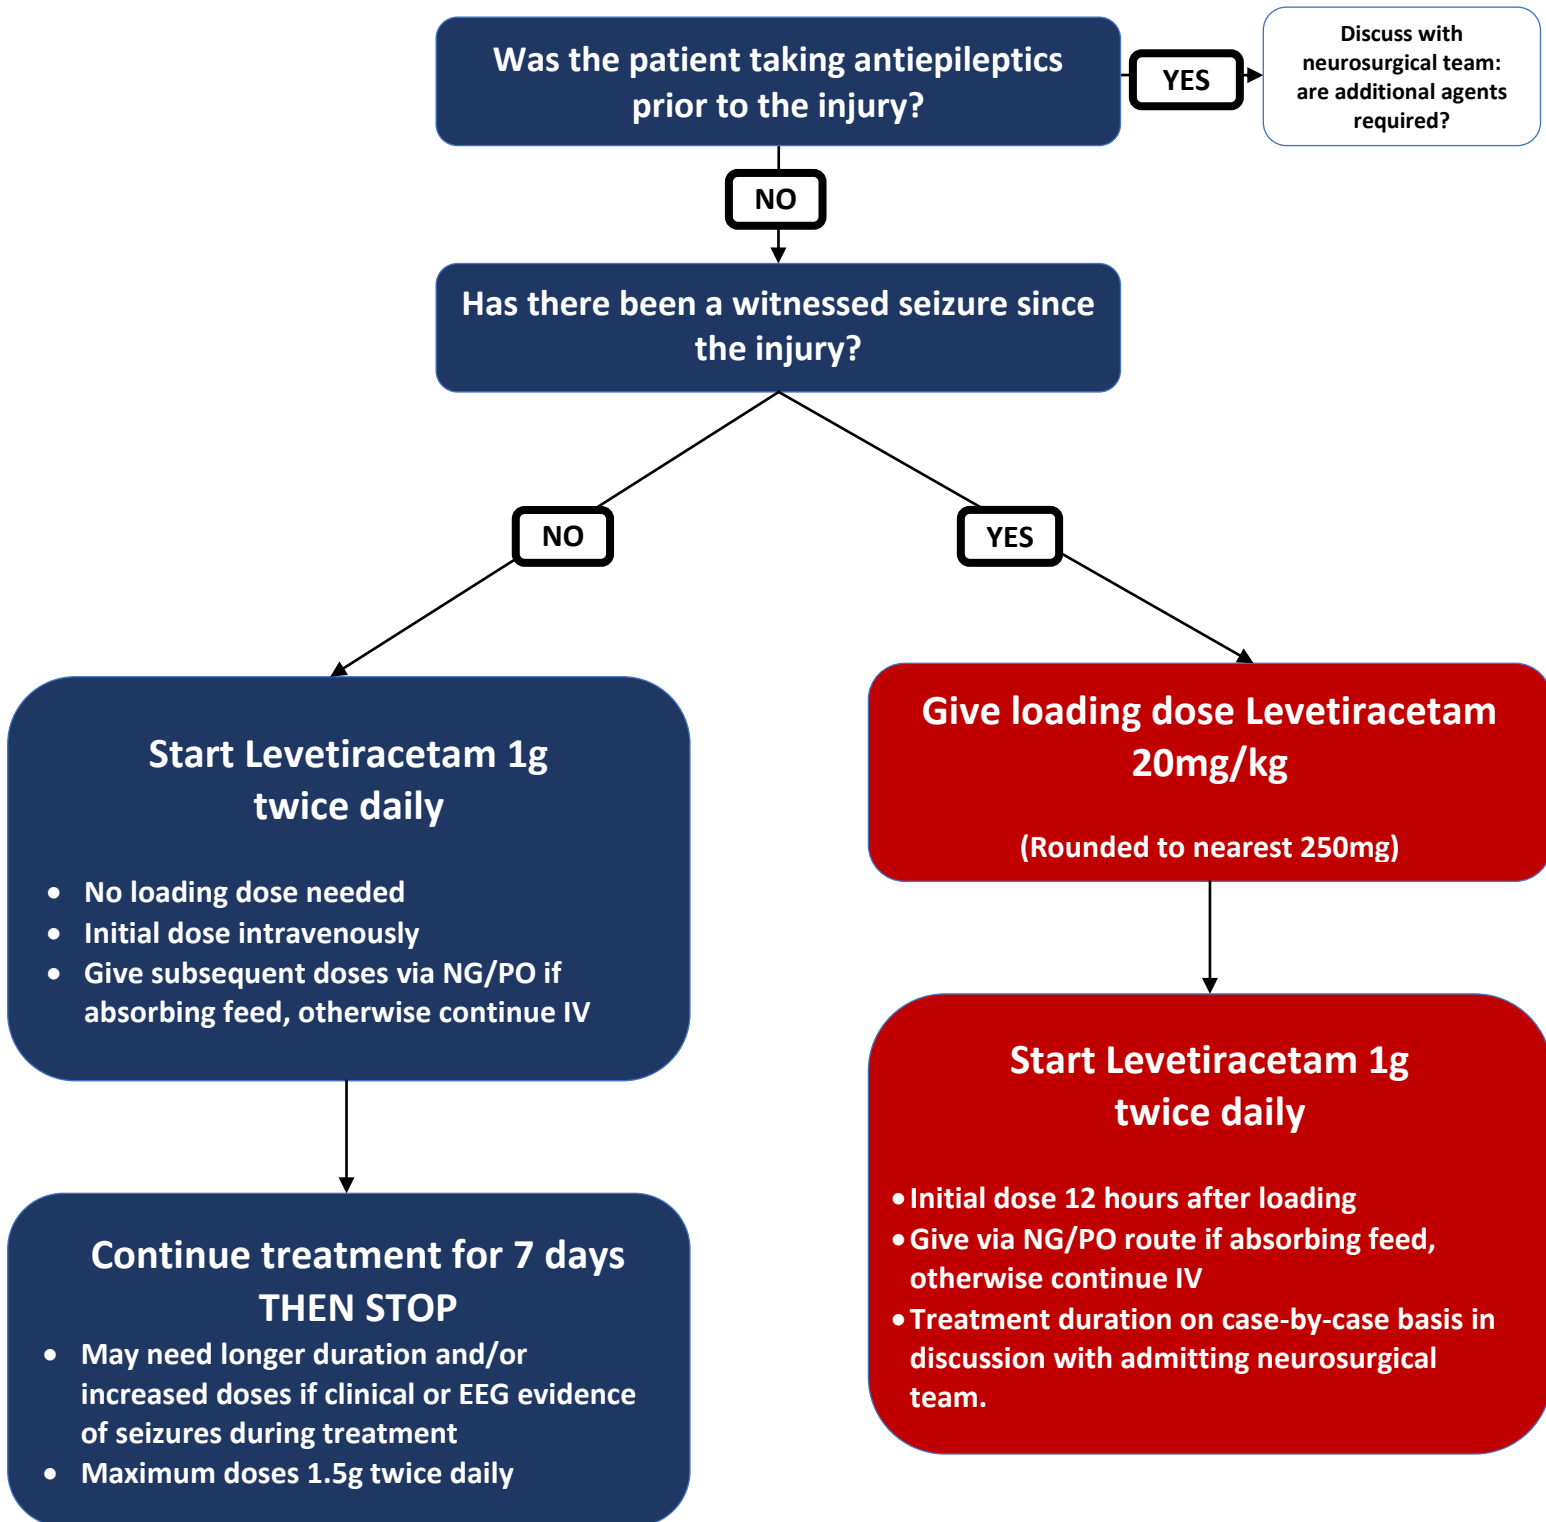 Was the patient taking antiepileptics
prior to the injury?
YES
Discuss with
neurosurgical team:
are additional agents
required?
NO
Has there been a witnessed seizure since
the injury?
NO
YES
Start Levetiracetam 1g
twice daily
• No loading dose needed
• Initial dose intravenously
• Give subsequent doses via NG/PO if
absorbing feed, otherwise continue IV
Continue treatment for 7 days
THEN STOP
• May need longer duration and/or
increased doses if clinical or EEG evidence
of seizures during treatment
• Maximum doses 1.5g twice daily
Give loading dose Levetiracetam
20mg/kg
(Rounded to nearest 250mg)
Start Levetiracetam 1g
twice daily
• Initial dose 12 hours after loading
• Give via NG/PO route if absorbing feed,
otherwise continue IV
• Treatment duration on case-by-case basis in
discussion with admitting neurosurgical
team.